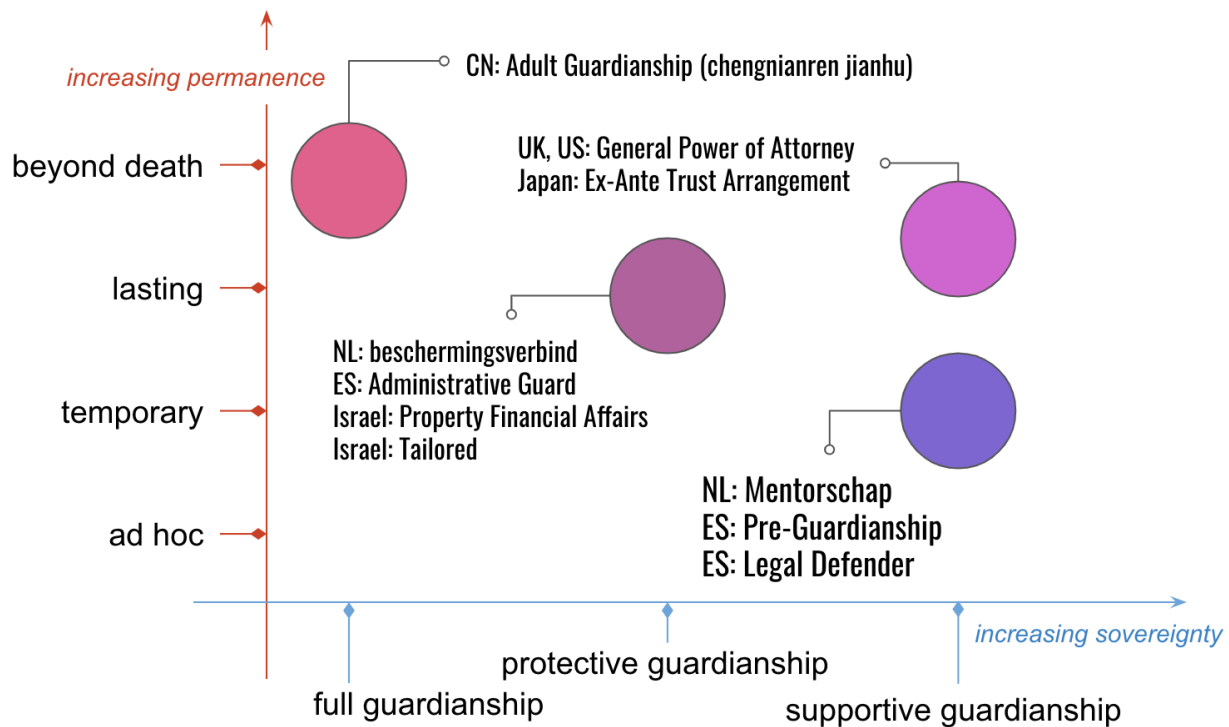 increasing permanence
CN: Adult Guardianship (chengnianren jianhu)
beyond death
UK, US: General Power of Attorney
Japan: Ex-Ante Trust Arrangement
lasting
NL: beschermingsverbind
ES: Administrative Guard
Israel: Property Financial Affairs
Israel: Tailored
temporary
NL: Mentorschap
ES: Pre-Guardianship
ES: Legal Defender
ad hoc
increasing sovereignty
protective guardianship
full guardianship
supportive guardianship